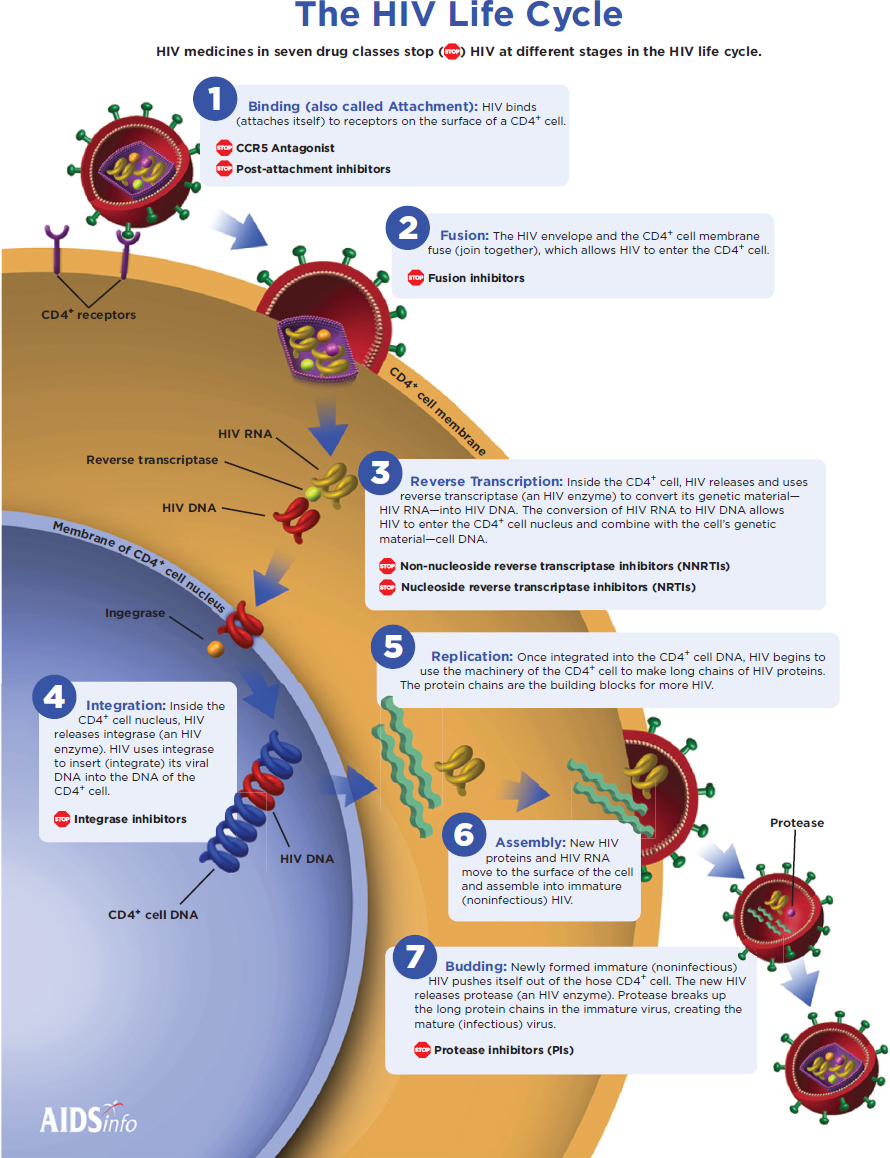 The HIV Life Cycle
HIV medicines in seven drug classes stop (STOP) HIV at different stages in the HIV life cycle.
1
Binding (also called Attachment): HIV binds
(attaches itself) to receptors on the surface of a CD4⁺ cell.
STOP CCR5 Antagonist
STOP Post-attachment inhibitors
2
Fusion: The HIV envelope and the CD4⁺ cell membrane
fuse (join together), which allows HIV to enter the CD4⁺ cell.
STOP Fusion inhibitors
CD4⁺ receptors
CD4⁺ cell membrane
HIV RNA
Reverse transcriptase
HIV DNA
3
Reverse Transcription: Inside the CD4⁺ cell, HIV releases and uses
reverse transcriptase (an HIV enzyme) to convert its genetic material—
HIV RNA—into HIV DNA. The conversion of HIV RNA to HIV DNA allows
HIV to enter the CD4⁺ cell nucleus and combine with the cell's genetic
material—cell DNA.
STOP Non-nucleoside reverse transcriptase inhibitors (NNRTIs)
STOP Nucleoside reverse transcriptase inhibitors (NRTIs)
Membrane of CD4⁺ cell nucleus
Ingegrase
4
Integration: Inside the
CD4⁺ cell nucleus, HIV
releases integrase (an HIV
enzyme). HIV uses integrase
to insert (integrate) its viral
DNA into the DNA of the
CD4⁺ cell.
STOP Integrase inhibitors
HIV DNA
CD4⁺ cell DNA
5
Replication: Once integrated into the CD4⁺ cell DNA, HIV begins to
use the machinery of the CD4⁺ cell to make long chains of HIV proteins.
The protein chains are the building blocks for more HIV.
6
Assembly: New HIV
proteins and HIV RNA
move to the surface of the cell
and assemble into immature
(noninfectious) HIV.
Protease
7
Budding: Newly formed immature (noninfectious)
HIV pushes itself out of the hose CD4⁺ cell. The new HIV
releases protease (an HIV enzyme). Protease breaks up
the long protein chains in the immature virus, creating the
mature (infectious) virus.
STOP Protease inhibitors (PIs)
AIDSinfo